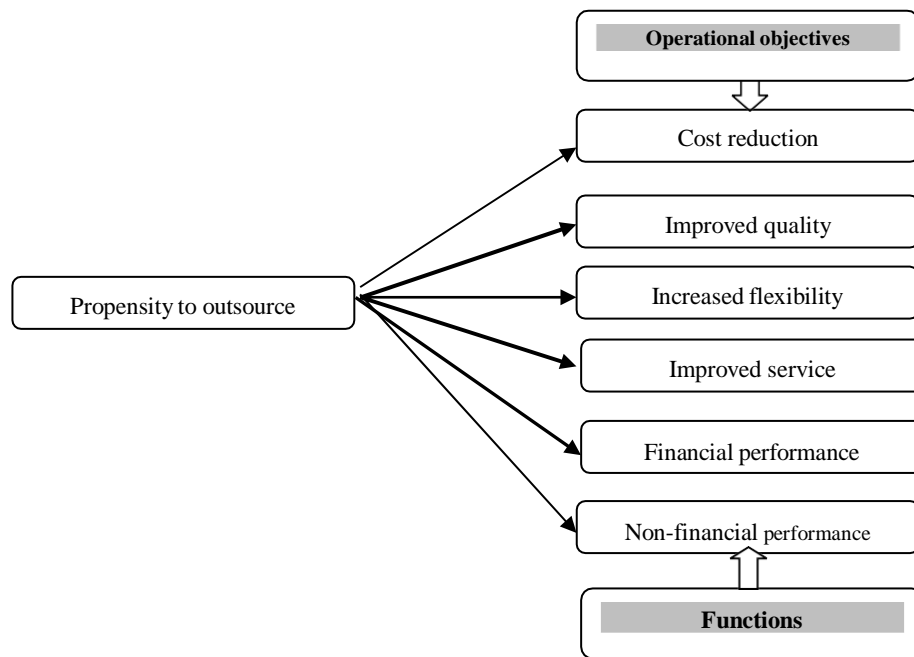 Operational objectives
Cost reduction
Improved quality
Propensity to outsource
Increased flexibility
Improved service
Financial performance
Non-financial performance
Functions